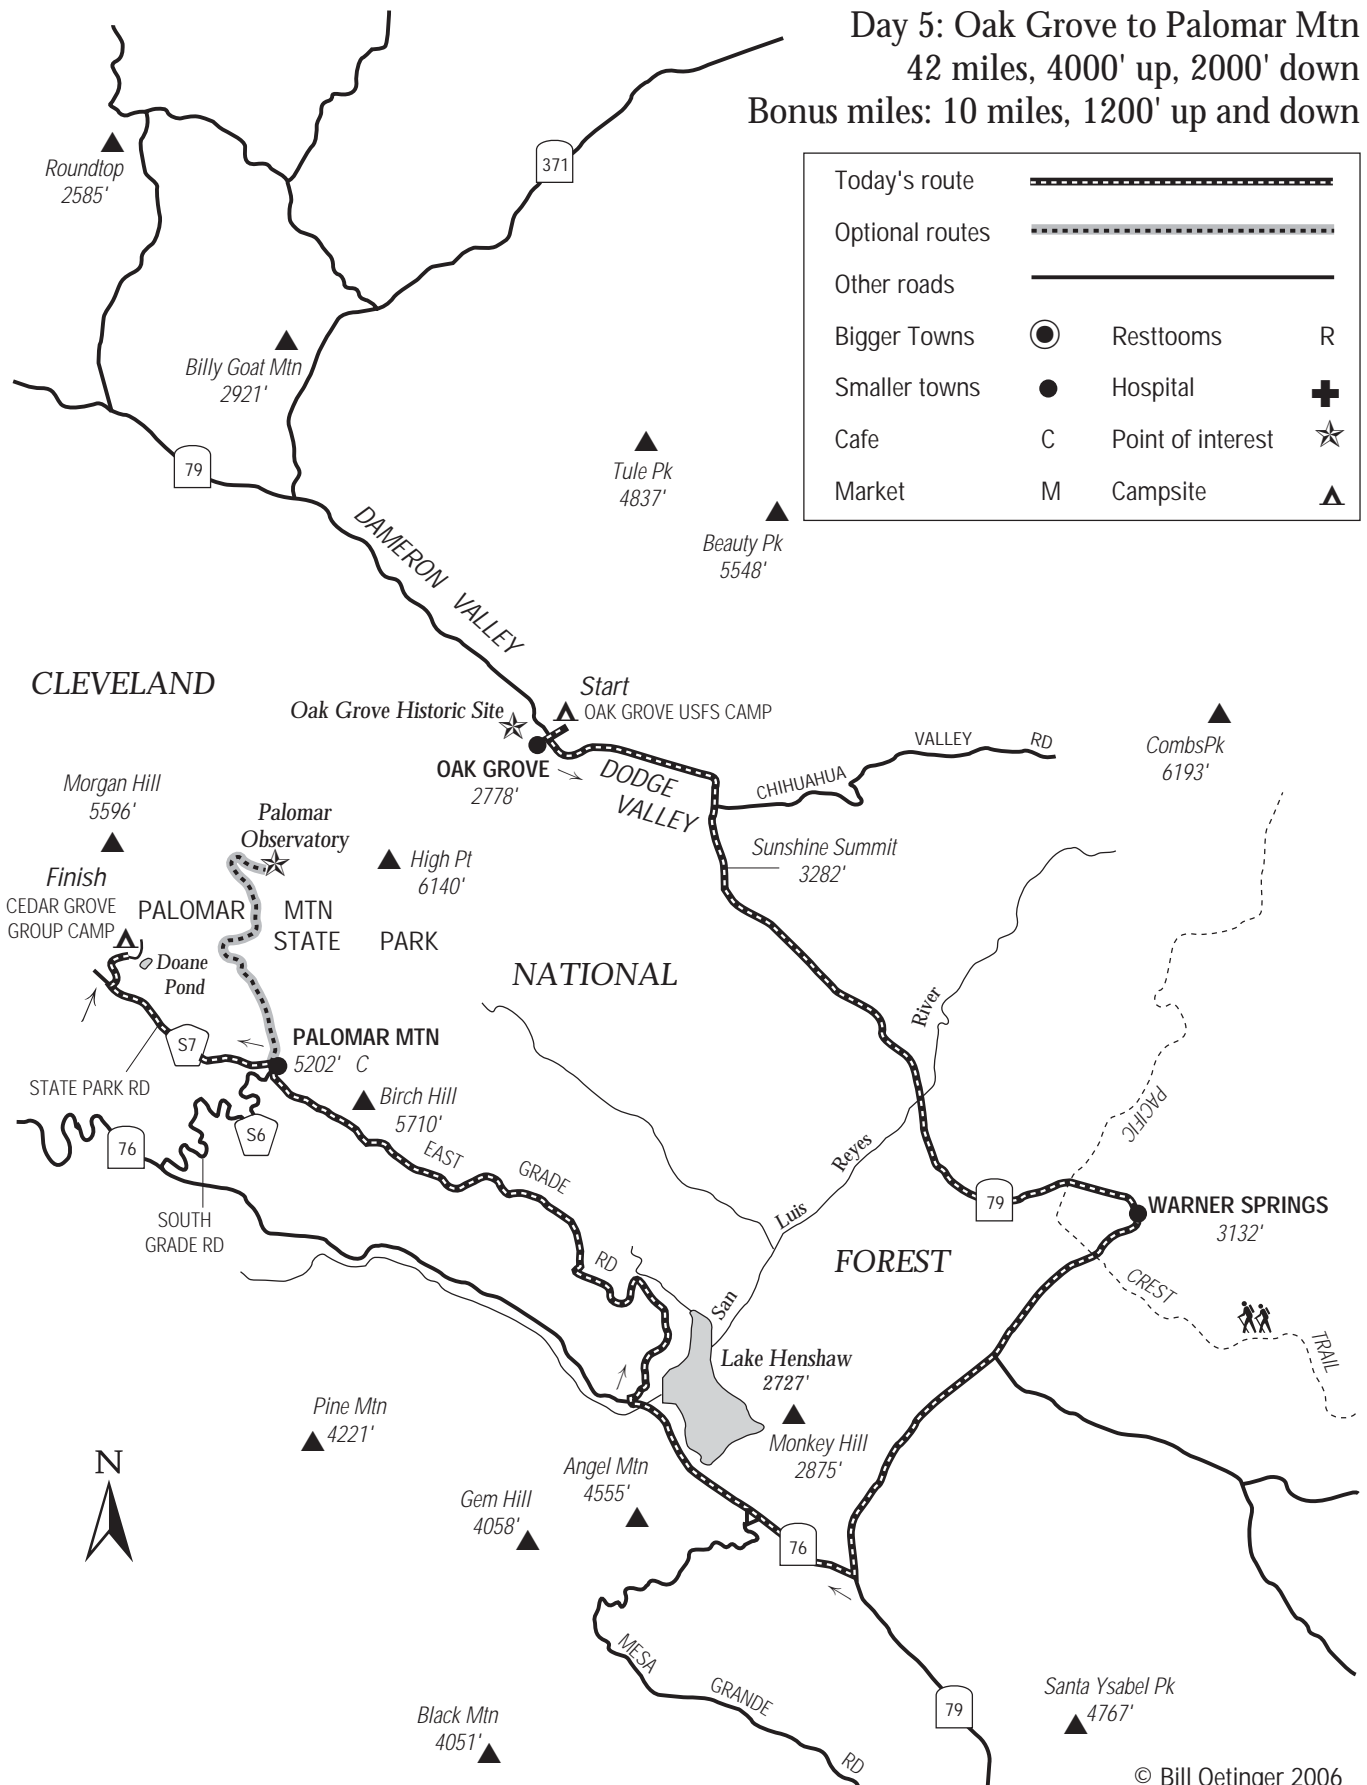 Day 5: Oak Grove to Palomar Mtn
42 miles, 4000' up, 2000' down
Bonus miles: 10 miles, 1200' up and down
Today's route
Optional routes
Other roads
Bigger Towns
Resttooms R
Smaller towns
Hospital
Cafe C
Point of interest
Market M
Campsite
371
Roundtop
2585'
Billy Goat Mtn
2921'
79
Tule Pk
4837'
Beauty Pk
5548'
DAMERON VALLEY
CLEVELAND
Start
OAK GROVE USFS CAMP
Oak Grove Historic Site
OAK GROVE
2778'
DODGE
VALLEY
CHIHUAHUA VALLEY RD
CombsPk
6193'
Morgan Hill
5596'
Palomar
Observatory
High Pt
6140'
Sunshine Summit
3282'
Finish
CEDAR GROVE
GROUP CAMP
PALOMAR MTN
STATE PARK
Doane
Pond
NATIONAL
River
PALOMAR MTN
5202' C
S7
STATE PARK RD
Birch Hill
5710'
S6
76
EAST GRADE RD
SOUTH
GRADE RD
Reyes
Luis
San
PACIFIC
CREST
TRAIL
79
WARNER SPRINGS
3132'
FOREST
Lake Henshaw
2727'
Monkey Hill
2875'
Pine Mtn
4221'
N
Angel Mtn
4555'
Gem Hill
4058'
76
MESA GRANDE RD
Black Mtn
4051'
79
Santa Ysabel Pk
4767'
© Bill Oetinger 2006